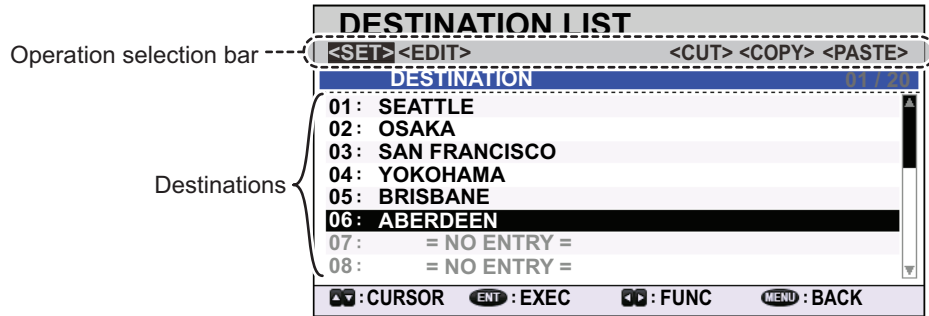 DESTINATION LIST
Operation selection bar
<SET> <EDIT> <CUT> <COPY> <PASTE>
DESTINATION 01 / 20
01: SEATTLE
02: OSAKA
03: SAN FRANCISCO
04: YOKOHAMA
Destinations
05: BRISBANE
06: ABERDEEN
07: = NO ENTRY =
08: = NO ENTRY =
▲▼ : CURSOR ENT : EXEC ◀▶ : FUNC MENU : BACK